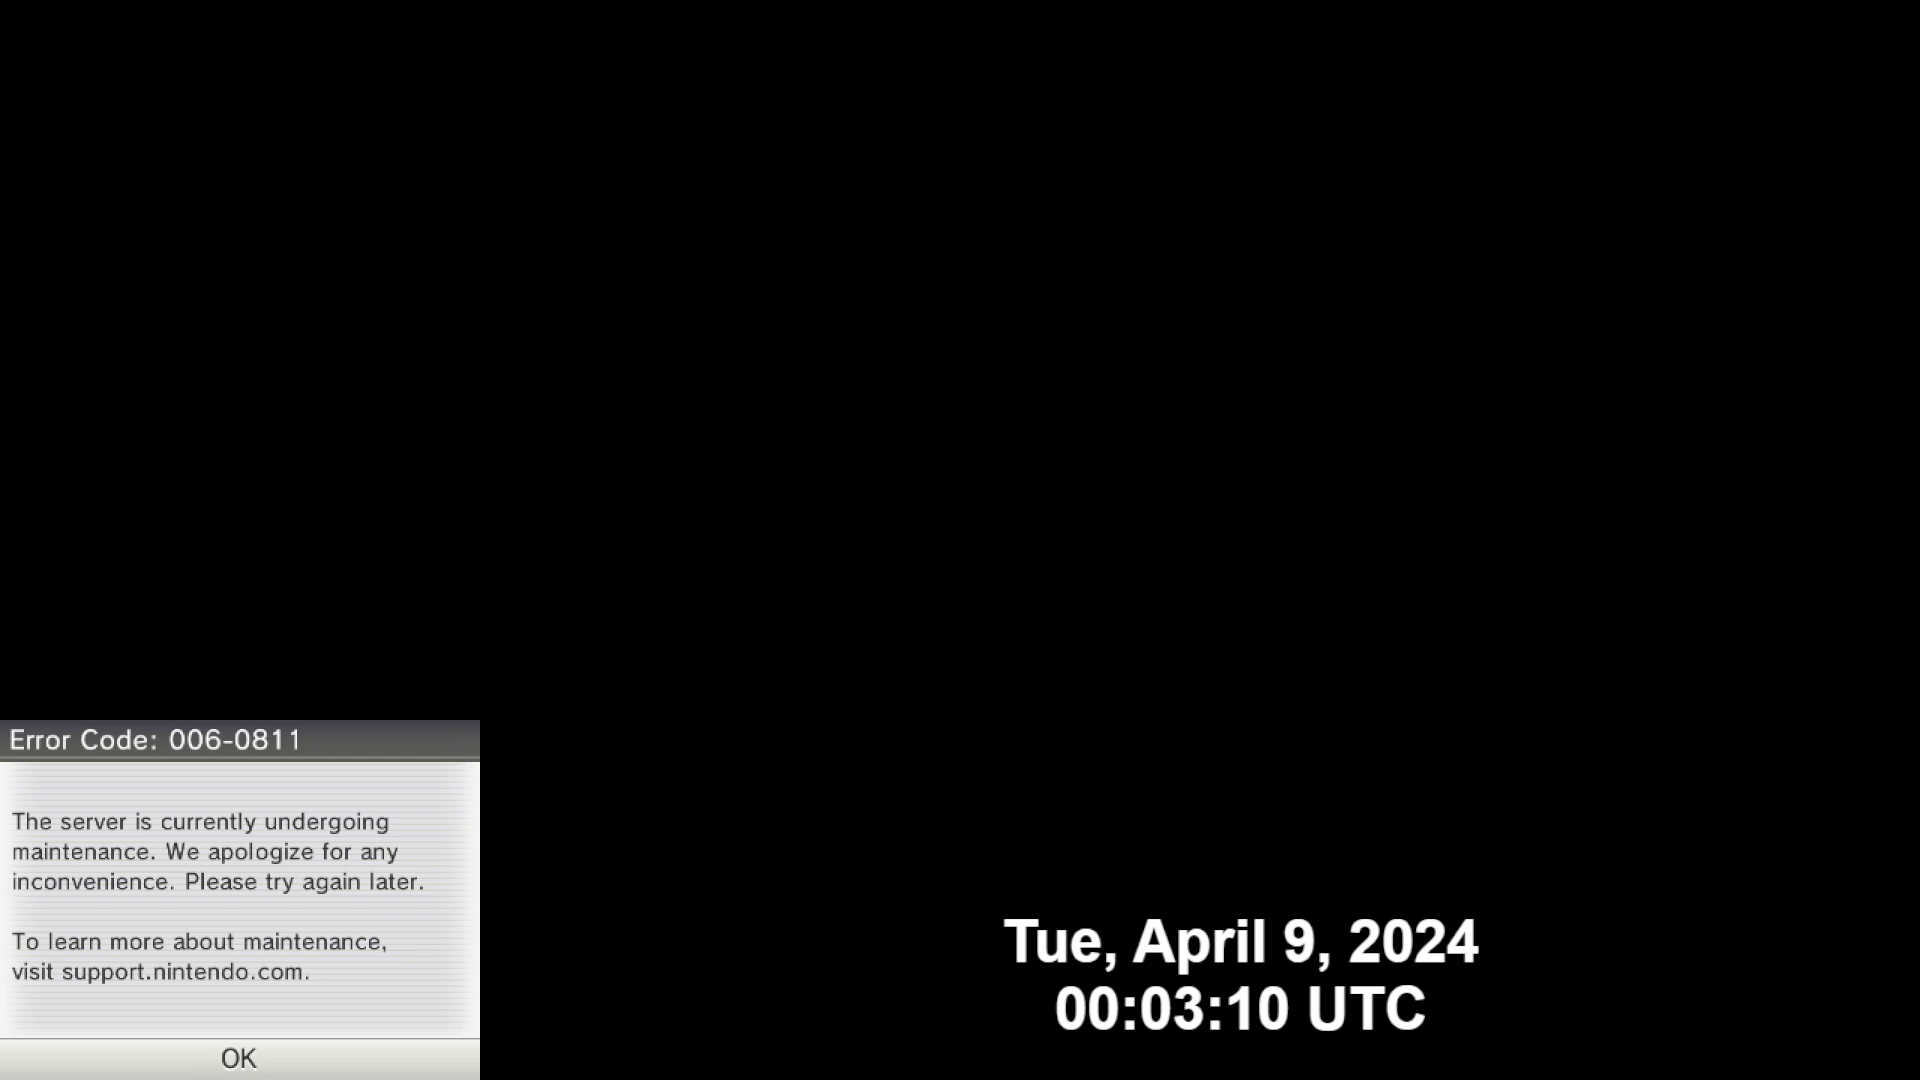 Error Code: 006-0811
The server is currently undergoing
maintenance. We apologize for any
inconvenience. Please try again later.
To learn more about maintenance,
visit support.nintendo.com.
OK
Tue, April 9, 2024
00:03:10 UTC